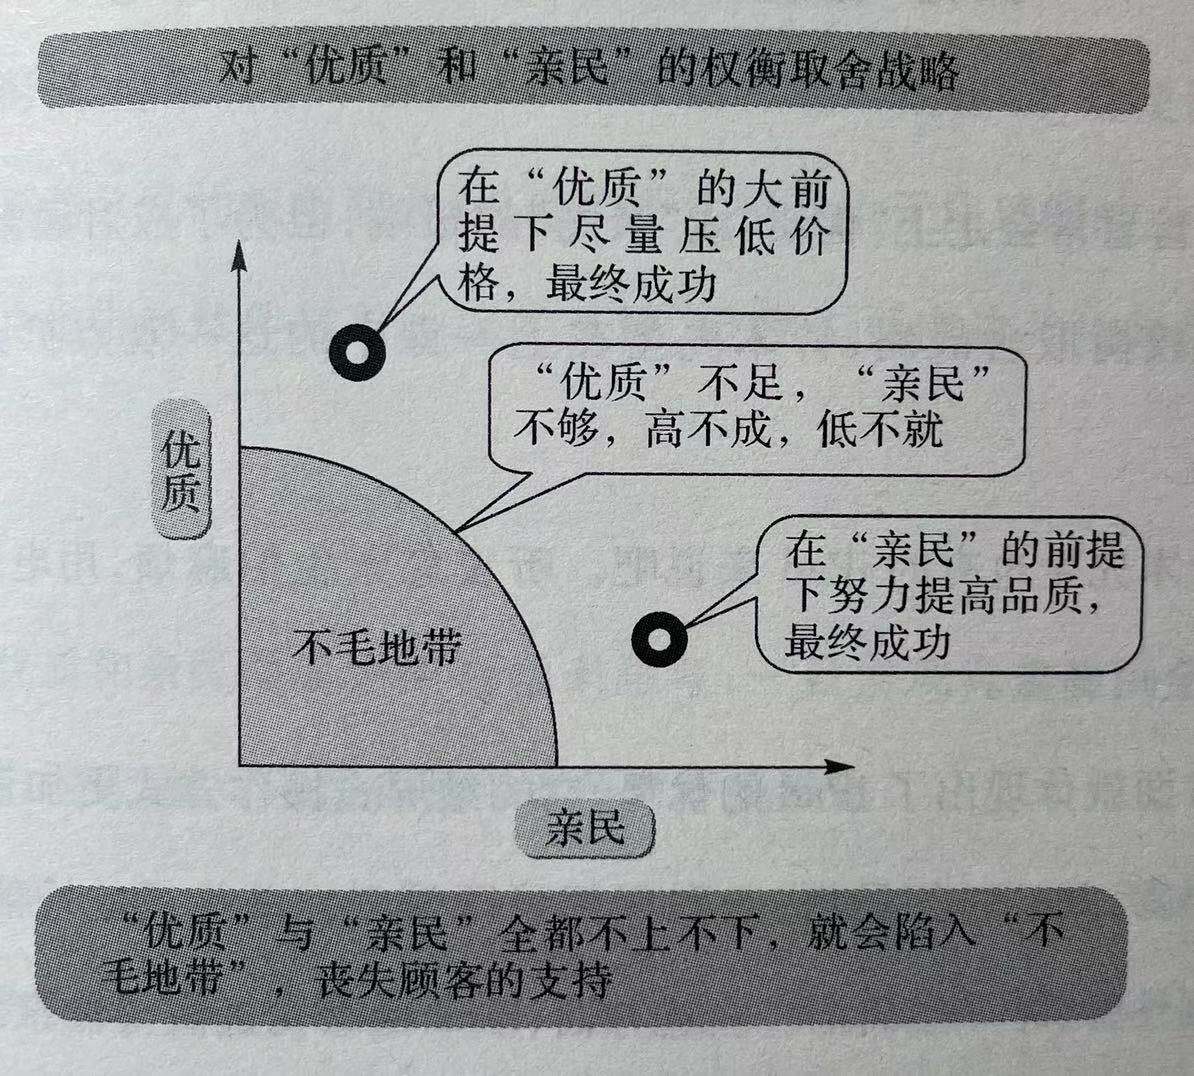 对“优质”和“亲民”的权衡取舍战略
在“优质”的大前
提下尽量压低价
格，最终成功
“优质”不足，“亲民”
不够，高不成，低不就
优质
在“亲民”的前提
下努力提高品质，
最终成功
不毛地带
亲民
“优质”与“亲民”全都不上不下，就会陷入“不
毛地带”，丧失顾客的支持